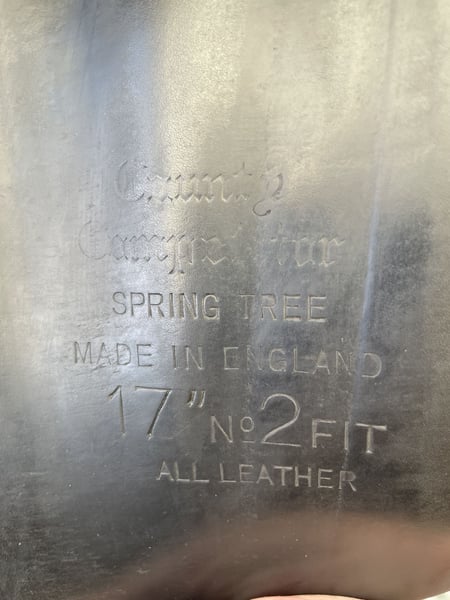 County
Competitor
SPRING TREE
MADE IN ENGLAND
17" No 2 FIT
ALL LEATHER